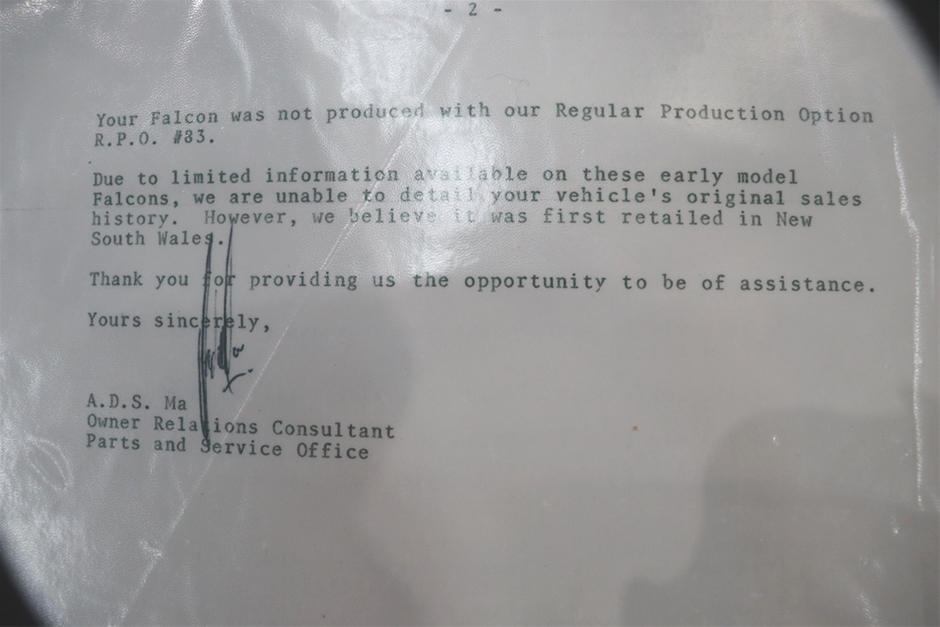 - 2 -
Your Falcon was not produced with our Regular Production Option
R.P.O. #83.
Due to limited information available on these early model
Falcons, we are unable to detail your vehicle's original sales
history. However, we believe it was first retailed in New
South Wales.
Thank you for providing us the opportunity to be of assistance.
Yours sincerely,
A.D.S. Ma
Owner Relations Consultant
Parts and Service Office